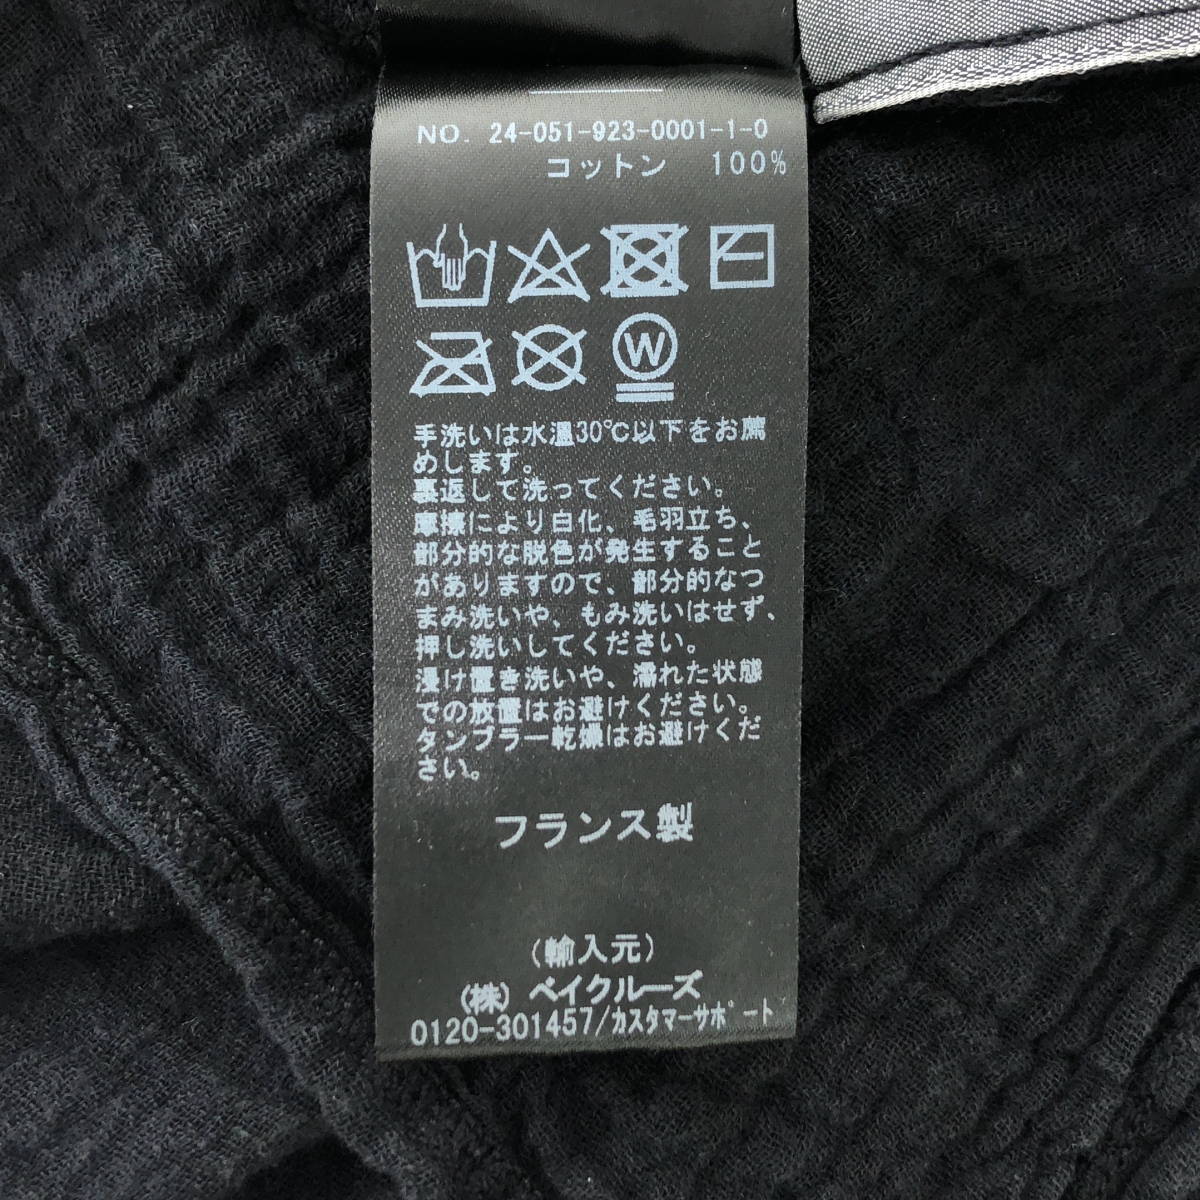 NO. 24-051-923-0001-1-0
コットン 100%
W
手洗いは水温30℃以下をお薦
めします。
裏返して洗ってください。
摩擦により白化、毛羽立ち、
部分的な脱色が発生すること
がありますので、部分的なつ
まみ洗いや、もみ洗いはせず、
押し洗いしてください。
浸け置き洗いや、濡れた状態
での放置はお避けください。
タンブラー乾燥はお避けくだ
さい。
フランス製
(輸入元)
(株) ベイクルーズ
0120-301457/カスタマーサポート